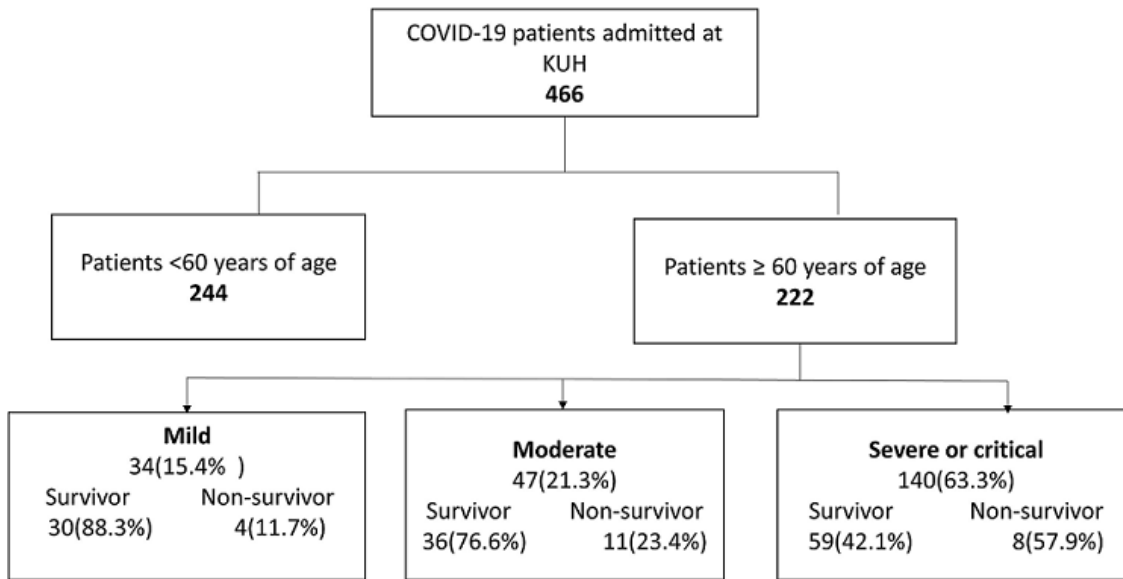 COVID-19 patients admitted at
KUH
466
Patients <60 years of age
244
Patients ≥ 60 years of age
222
Mild
34(15.4% )
Survivor Non-survivor
30(88.3%) 4(11.7%)
Moderate
47(21.3%)
Survivor Non-survivor
36(76.6%) 11(23.4%)
Severe or critical
140(63.3%)
Survivor Non-survivor
59(42.1%) 8(57.9%)